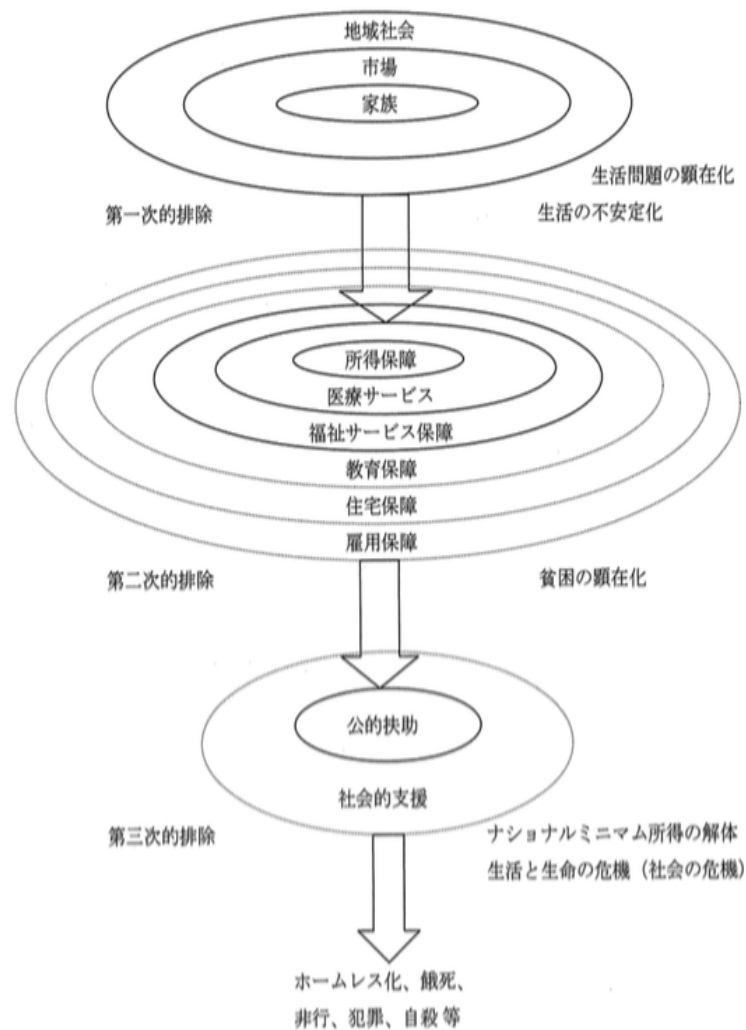 地域社会
市場
家族
生活問題の顕在化
第一次的排除
生活の不安定化
所得保障
医療サービス
福祉サービス保障
教育保障
住宅保障
雇用保障
第二次的排除
貧困の顕在化
公的扶助
社会的支援
第三次的排除
ナショナルミニマム所得の解体
生活と生命の危機（社会の危機）
ホームレス化、餓死、
非行、犯罪、自殺 等